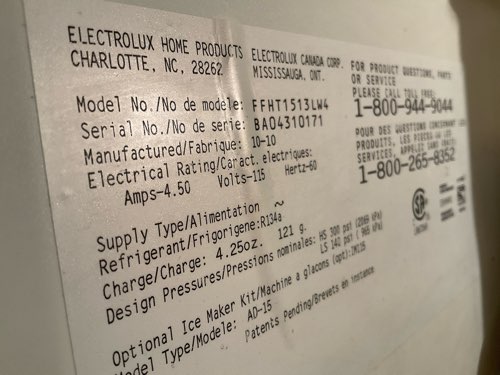 ELECTROLUX HOME PRODUCTS
CHARLOTTE, NC, 28262
ELECTROLUX CANADA CORP.
MISSISSAUGA, ONT.
FOR PRODUCT QUESTIONS, PARTS
OR SERVICE
PLEASE CALL TOLL FREE:
1-800-944-9044
POUR DES QUESTIONS CONCERNANT LES
PRODUITS, LES PIECES OU LES
SERVICES, APPELEZ SANS FRAIS:
1-800-265-8352
Model No./No de modele: FFHT1513LW4
Serial No./No de serie: BA04310171
Manufactured/Fabrique: 10-10
Electrical Rating/Caract. electriques:
Amps-4.50 Volts-115 Hertz-60
Supply Type/Alimentation ~
Refrigerant/Frigorigene:R134a
Charge/Charge: 4.25oz. 121 g.
Design Pressures/Pressions nominales: HS 300 psi (2069 kPa)
LS 140 psi ( 965 kPa)
Optional Ice Maker Kit/Machine a glacons (opt):IM115
Model Type/Modele: AO-15
Patents Pending/Brevets en instance